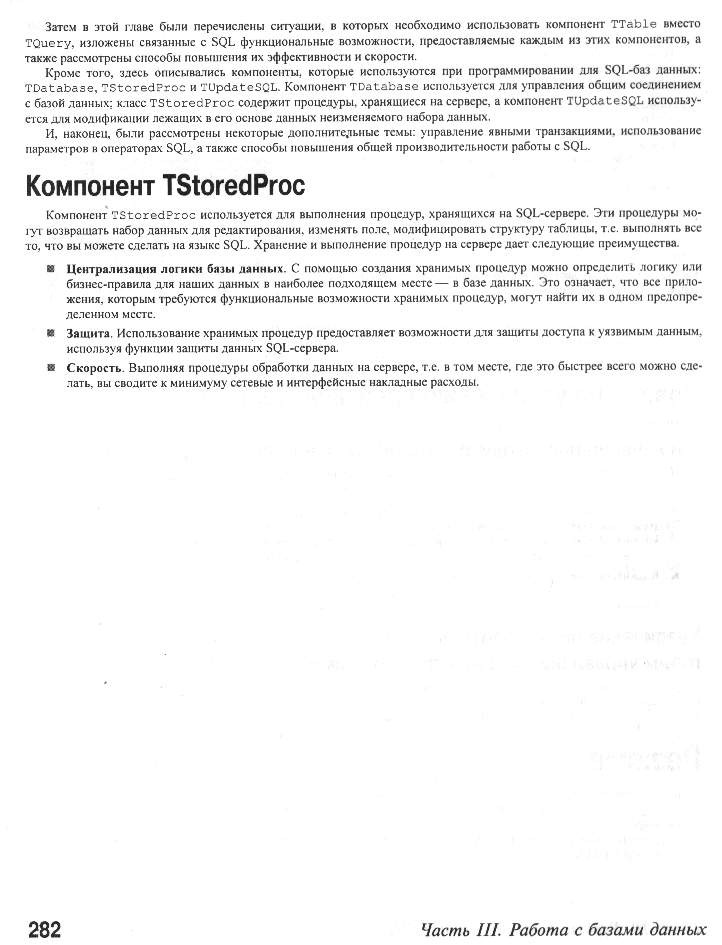 Затем в этой главе были перечислены ситуации, в которых необходимо использовать компонент TTable вместо
TQuery, изложены связанные с SQL функциональные возможности, предоставляемые каждым из этих компонентов, а
также рассмотрены способы повышения их эффективности и скорости.
Кроме того, здесь описывались компоненты, которые используются при программировании для SQL-баз данных:
TDatabase, TStoredProc и TUpdateSQL. Компонент TDatabase используется для управления общим соединением
с базой данных; класс TStoredProc содержит процедуры, хранящиеся на сервере, а компонент TUpdateSQL использу-
ется для модификации лежащих в его основе данных неизменяемого набора данных.
И, наконец, были рассмотрены некоторые дополнительные темы: управление явными транзакциями, использование
параметров в операторах SQL, а также способы повышения общей производительности работы с SQL.
Компонент TStoredProc
Компонент TStoredProc используется для выполнения процедур, хранящихся на SQL-сервере. Эти процедуры мо-
гут возвращать набор данных для редактирования, изменять поле, модифицировать структуру таблицы, т.е. выполнять все
то, что вы можете сделать на языке SQL. Хранение и выполнение процедур на сервере дает следующие преимущества.
Централизация логики базы данных. С помощью создания хранимых процедур можно определить логику или
бизнес-правила для наших данных в наиболее подходящем месте — в базе данных. Это означает, что все прило-
жения, которым требуются функциональные возможности хранимых процедур, могут найти их в одном предопре-
деленном месте.
Защита. Использование хранимых процедур предоставляет возможности для защиты доступа к уязвимым данным,
используя функции защиты данных SQL-сервера.
Скорость. Выполняя процедуры обработки данных на сервере, т.е. в том месте, где это быстрее всего можно сде-
лать, вы сводите к минимуму сетевые и интерфейсные накладные расходы.
282 Часть III. Работа с базами данных